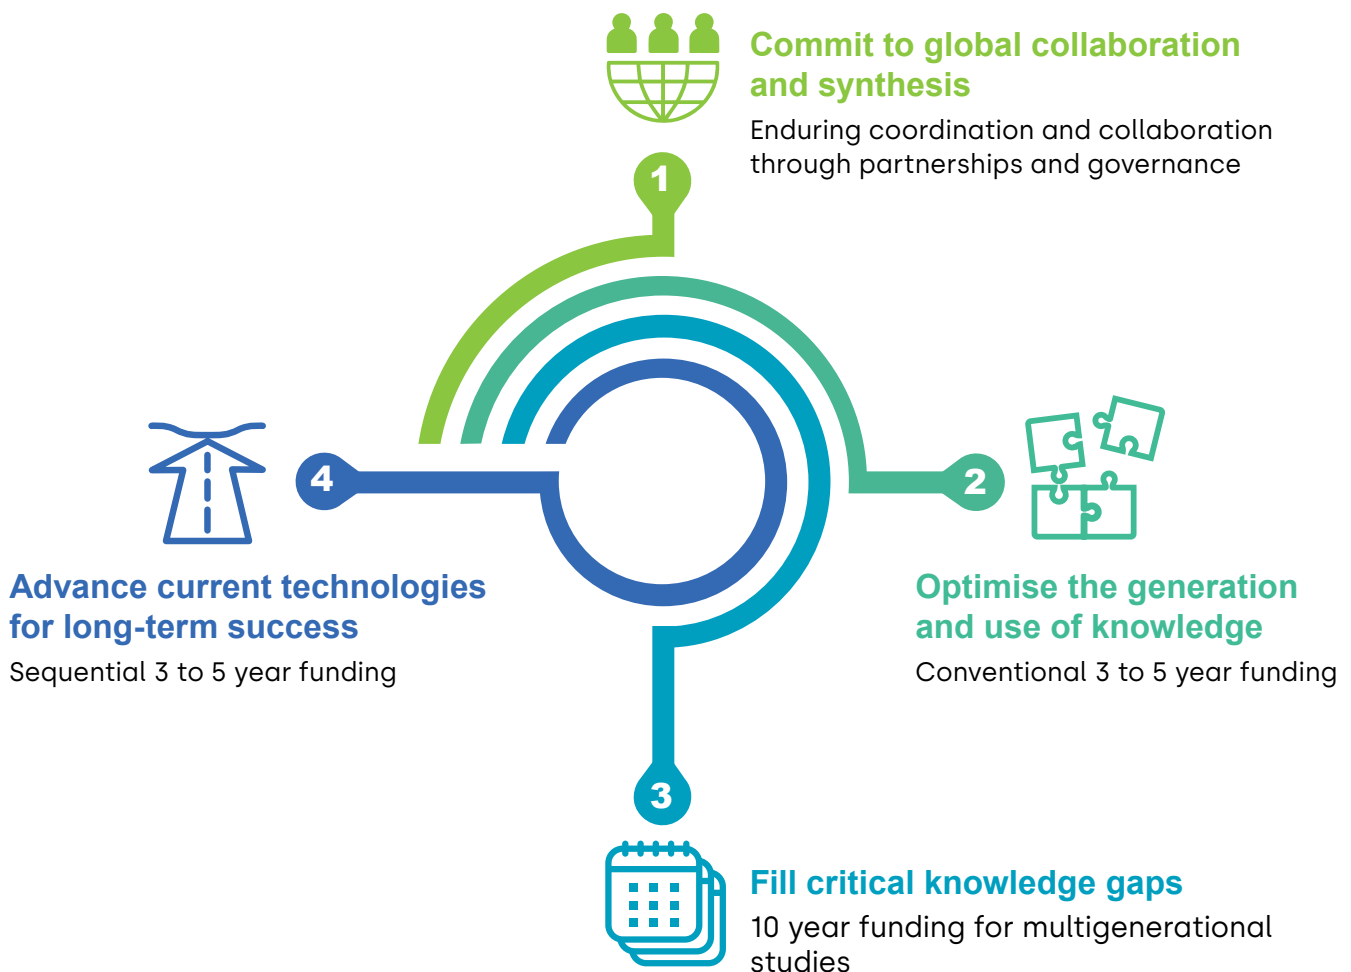 Commit to global collaboration
and synthesis
Enduring coordination and collaboration
through partnerships and governance
1
2
Optimise the generation
and use of knowledge
Conventional 3 to 5 year funding
3
Fill critical knowledge gaps
10 year funding for multigenerational
studies
4
Advance current technologies
for long-term success
Sequential 3 to 5 year funding